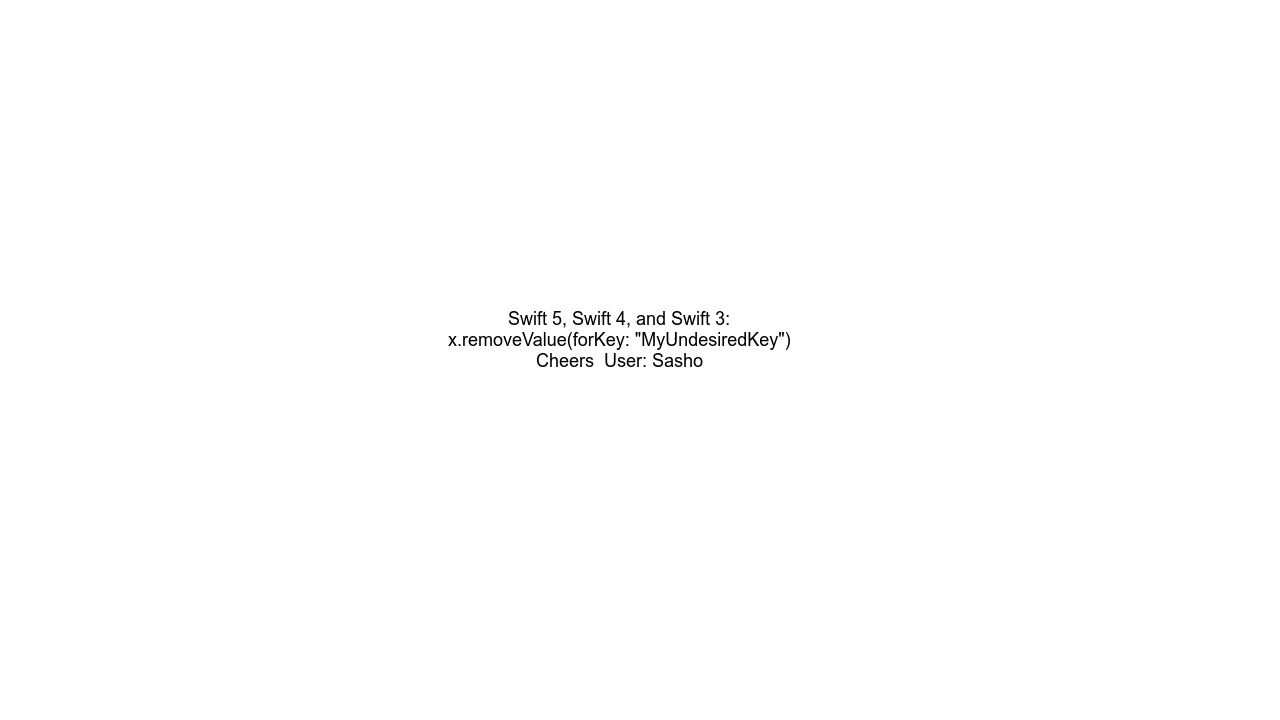 Swift 5, Swift 4, and Swift 3:
x.removeValue(forKey: "MyUndesiredKey")
Cheers  User: Sasho